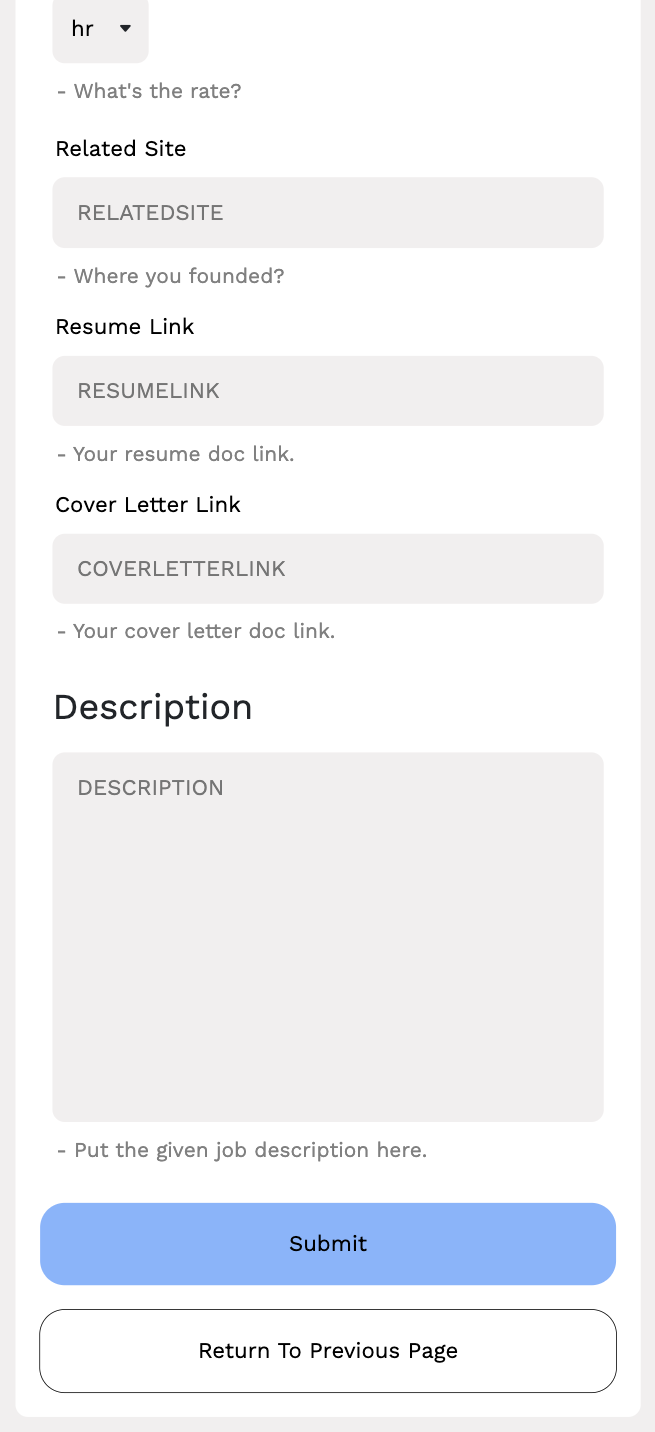 hr
- What's the rate?
Related Site
RELATEDSITE
- Where you founded?
Resume Link
RESUMELINK
- Your resume doc link.
Cover Letter Link
COVERLETTERLINK
- Your cover letter doc link.
Description
DESCRIPTION
- Put the given job description here.
Submit
Return To Previous Page